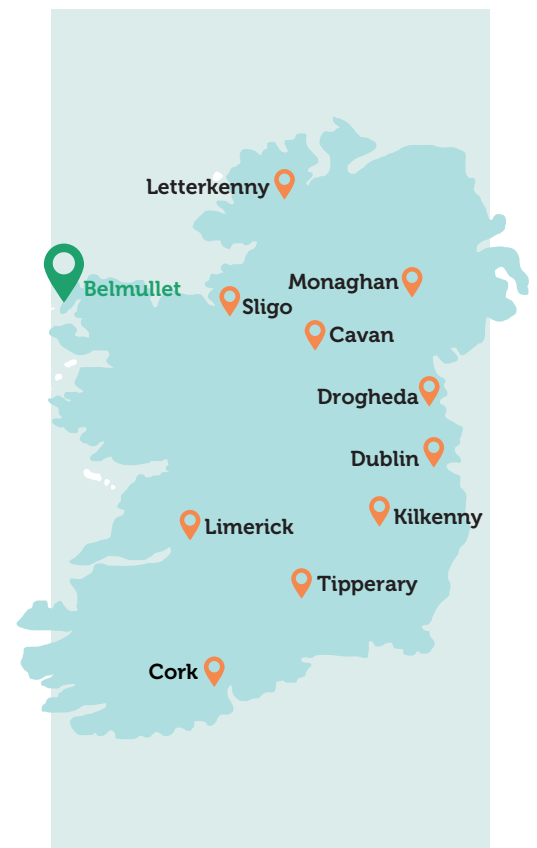 Letterkenny
Monaghan
Belmullet
Sligo
Cavan
Drogheda
Dublin
Kilkenny
Limerick
Tipperary
Cork